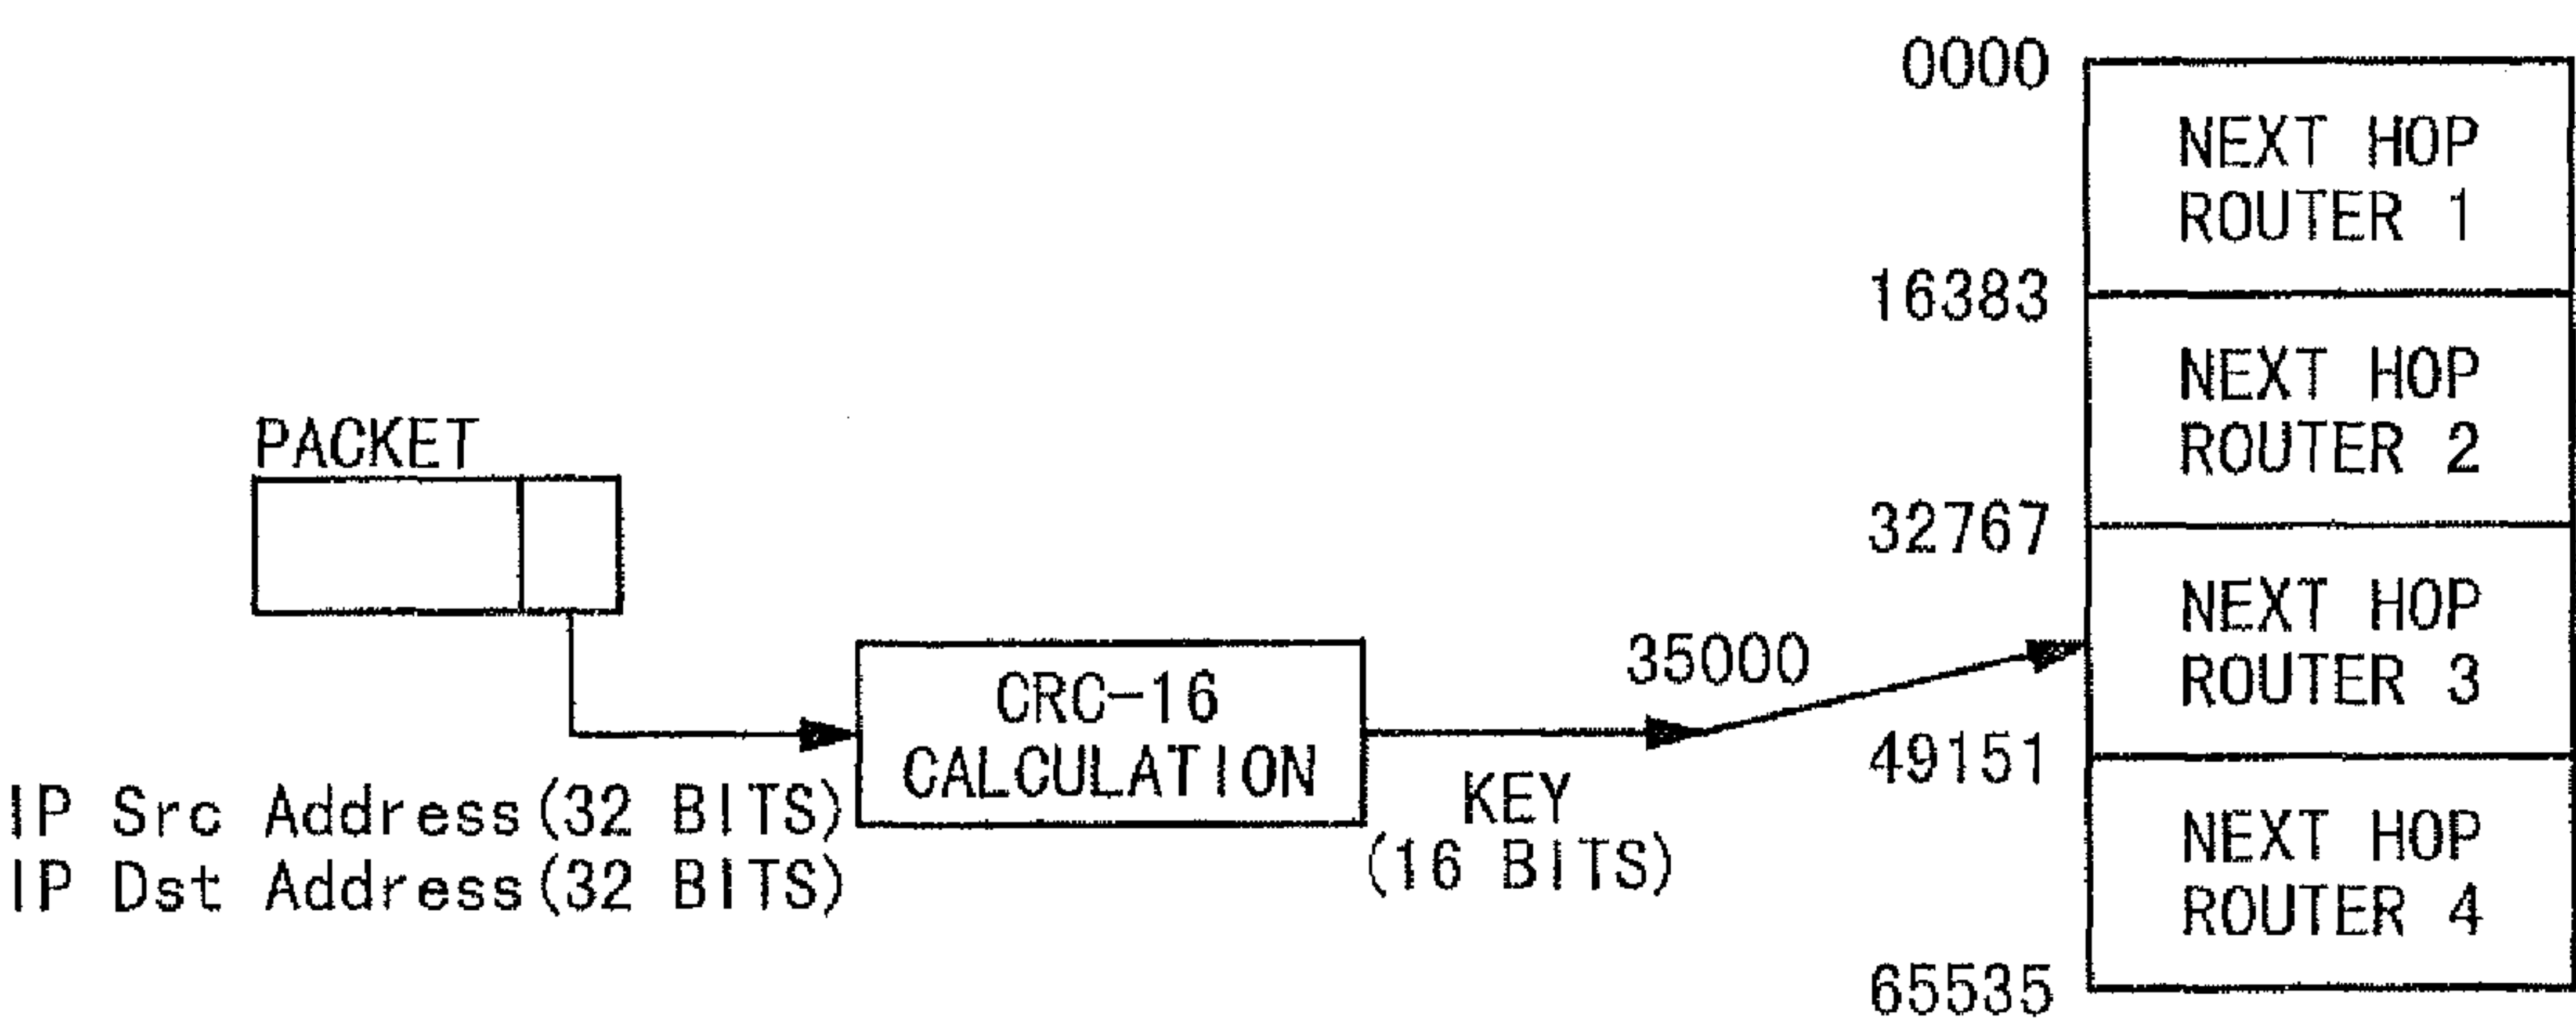 PACKET
IP Src Address(32 BITS)
IP Dst Address(32 BITS)
CRC-16
CALCULATION
KEY
(16 BITS)
35000
0000
NEXT HOP
ROUTER 1
16383
NEXT HOP
ROUTER 2
32767
NEXT HOP
ROUTER 3
49151
NEXT HOP
ROUTER 4
65535